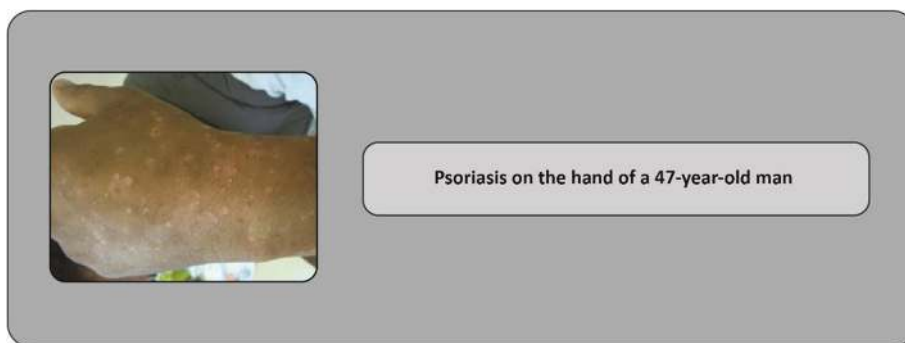 Psoriasis on the hand of a 47-year-old man